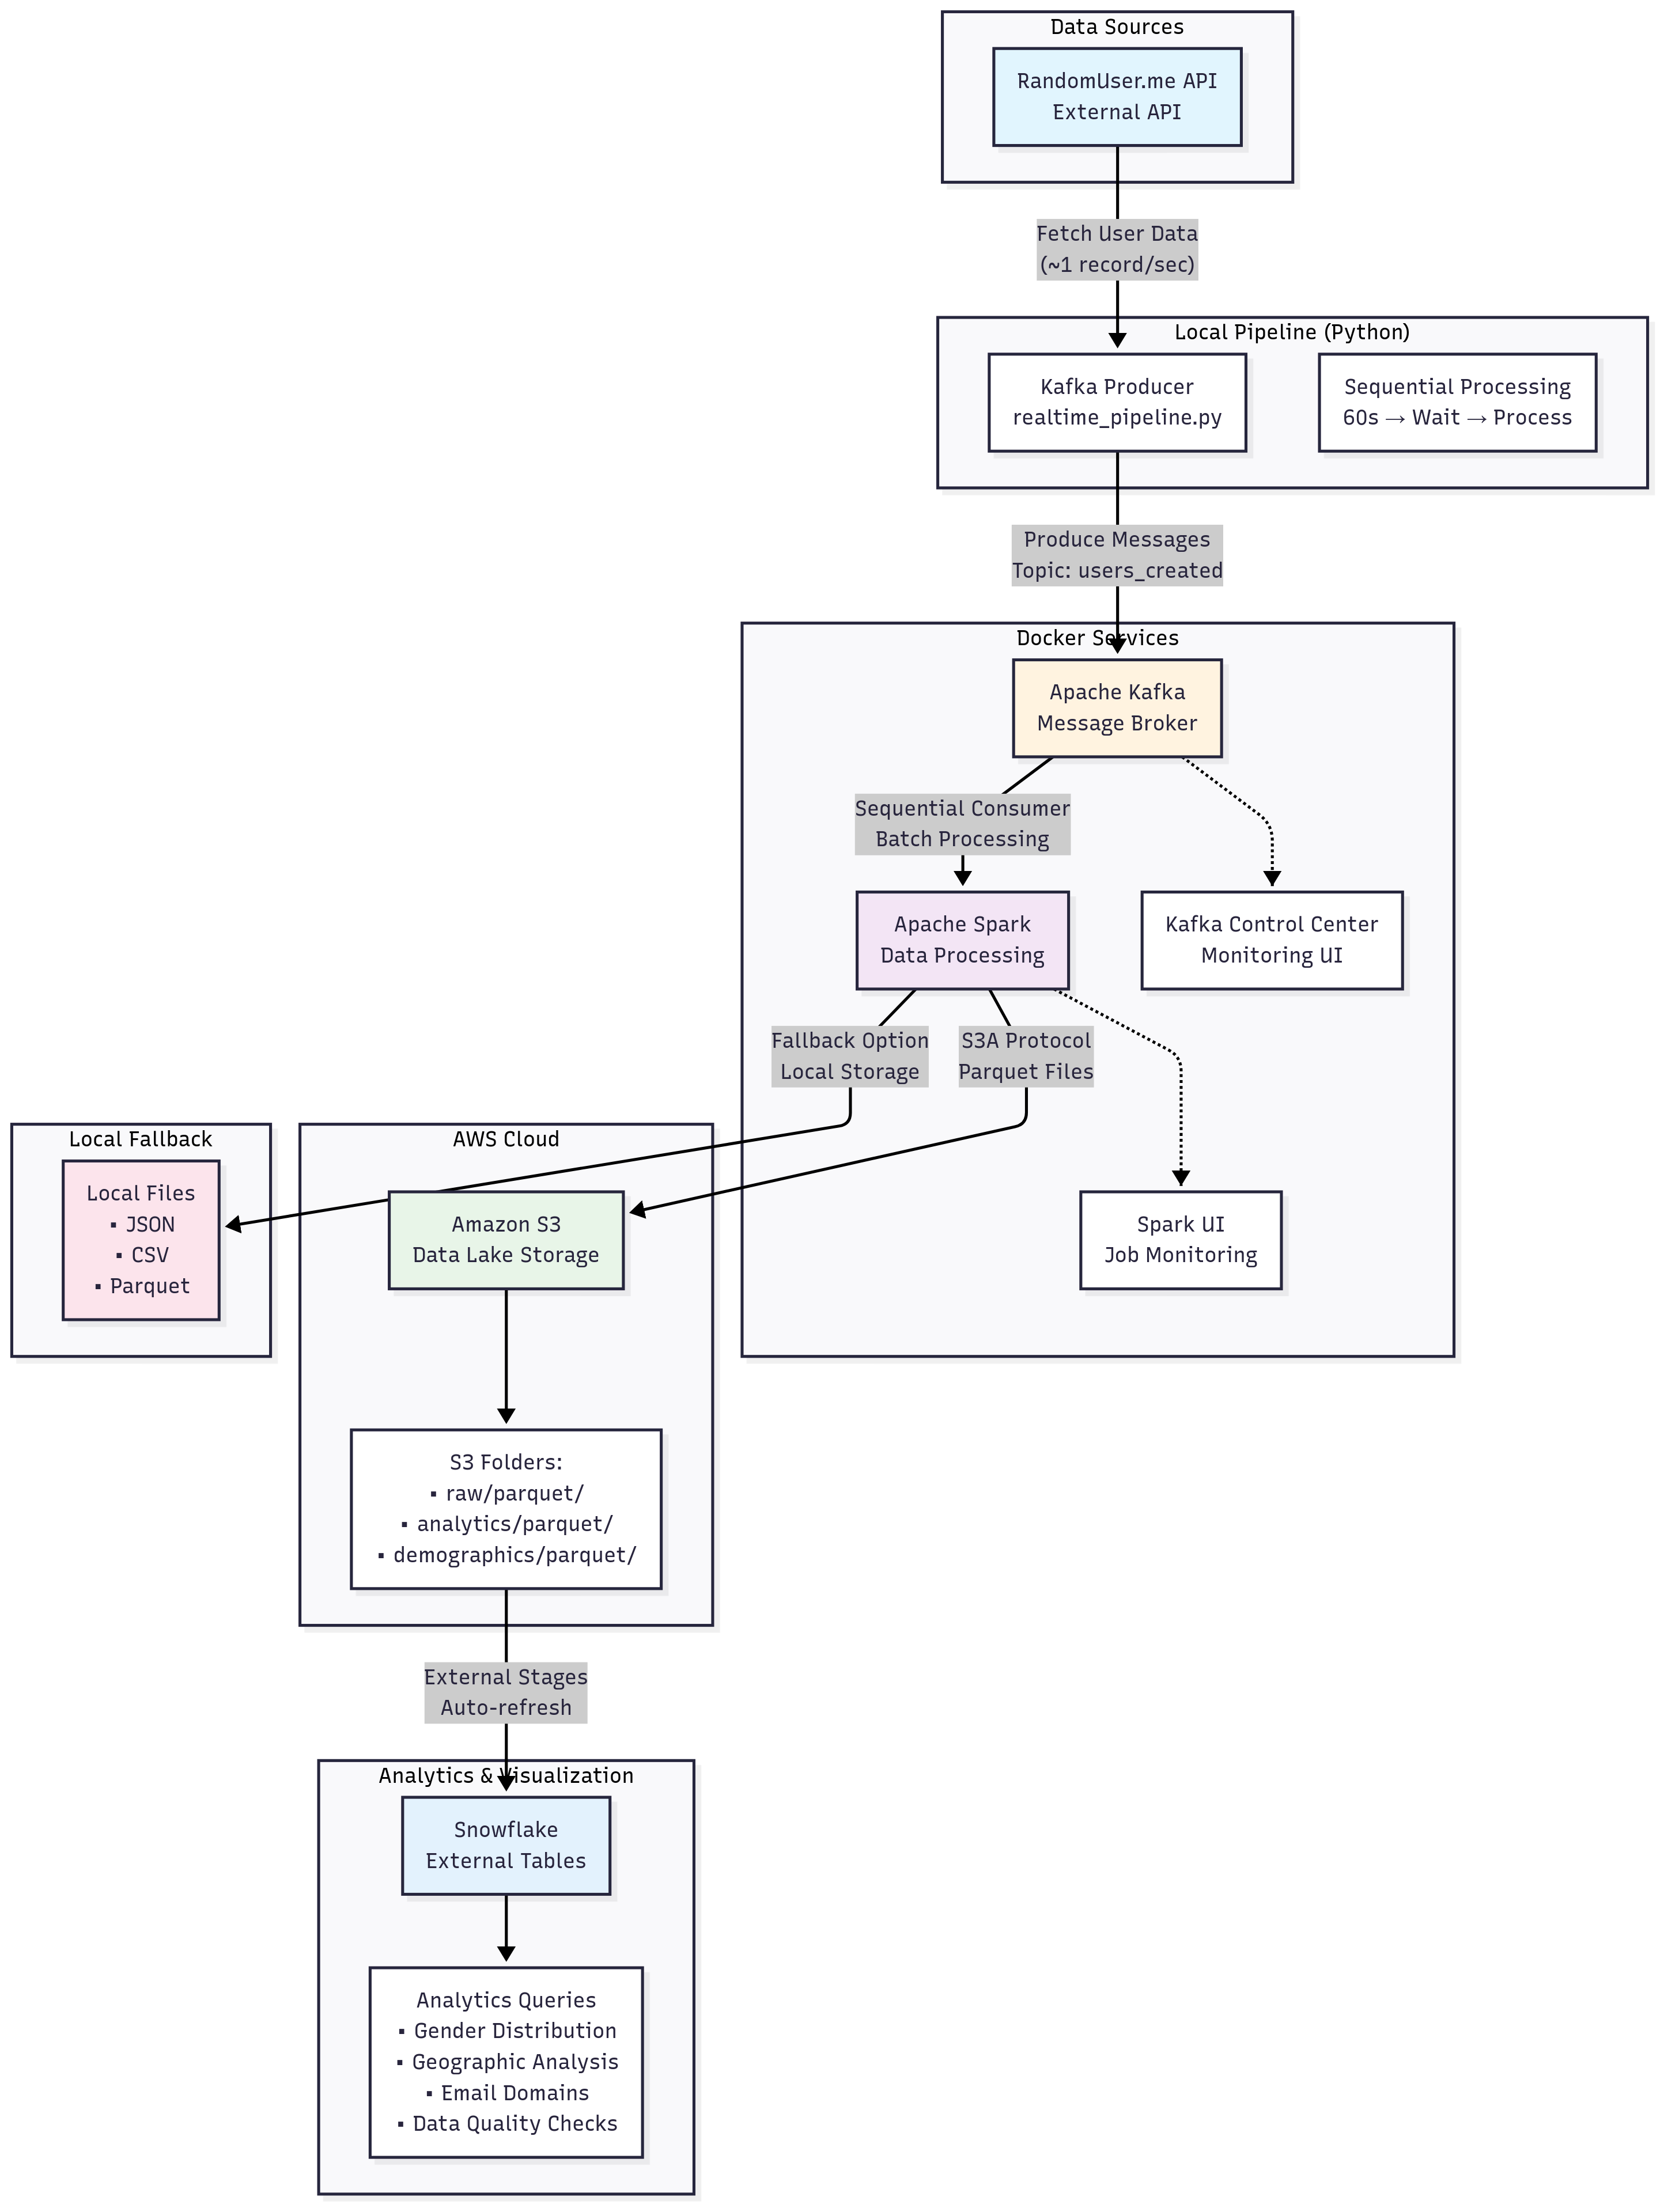 Data Sources
RandomUser.me API
External API
Fetch User Data
(~1 record/sec)
Local Pipeline (Python)
Kafka Producer
realtime_pipeline.py
Sequential Processing
60s → Wait → Process
Produce Messages
Topic: users_created
Docker Services
Apache Kafka
Message Broker
Sequential Consumer
Batch Processing
Apache Spark
Data Processing
Kafka Control Center
Monitoring UI
Fallback Option
Local Storage
S3A Protocol
Parquet Files
Local Fallback
Local Files
▪ JSON
▪ CSV
▪ Parquet
AWS Cloud
Amazon S3
Data Lake Storage
Spark UI
Job Monitoring
S3 Folders:
▪ raw/parquet/
▪ analytics/parquet/
▪ demographics/parquet/
External Stages
Auto-refresh
Analytics & Visualization
Snowflake
External Tables
Analytics Queries
▪ Gender Distribution
▪ Geographic Analysis
▪ Email Domains
▪ Data Quality Checks